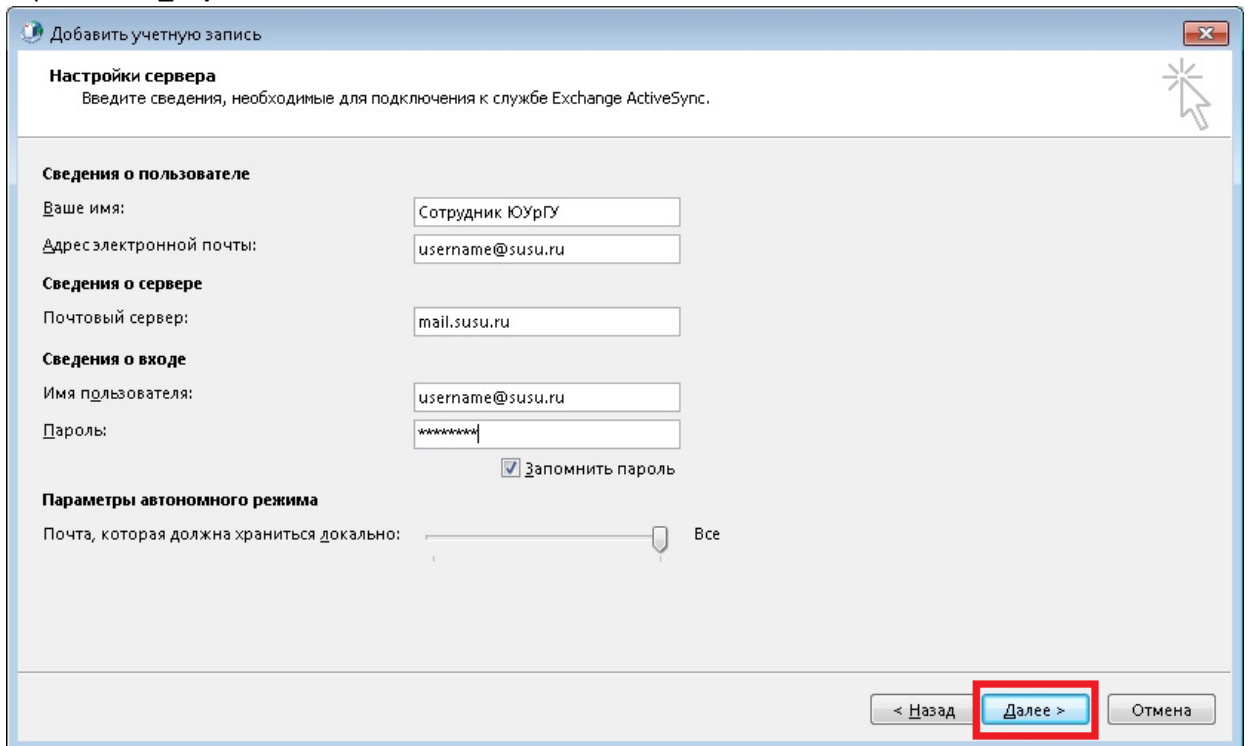 Добавить учетную запись
Настройки сервера
Введите сведения, необходимые для подключения к службе Exchange ActiveSync.
Сведения о пользователе
Ваше имя: Сотрудник ЮУрГУ
Адрес электронной почты: username@susu.ru
Сведения о сервере
Почтовый сервер: mail.susu.ru
Сведения о входе
Имя пользователя: username@susu.ru
Пароль: ********
Запомнить пароль
Параметры автономного режима
Почта, которая должна храниться локально: Все
< Назад Далее > Отмена